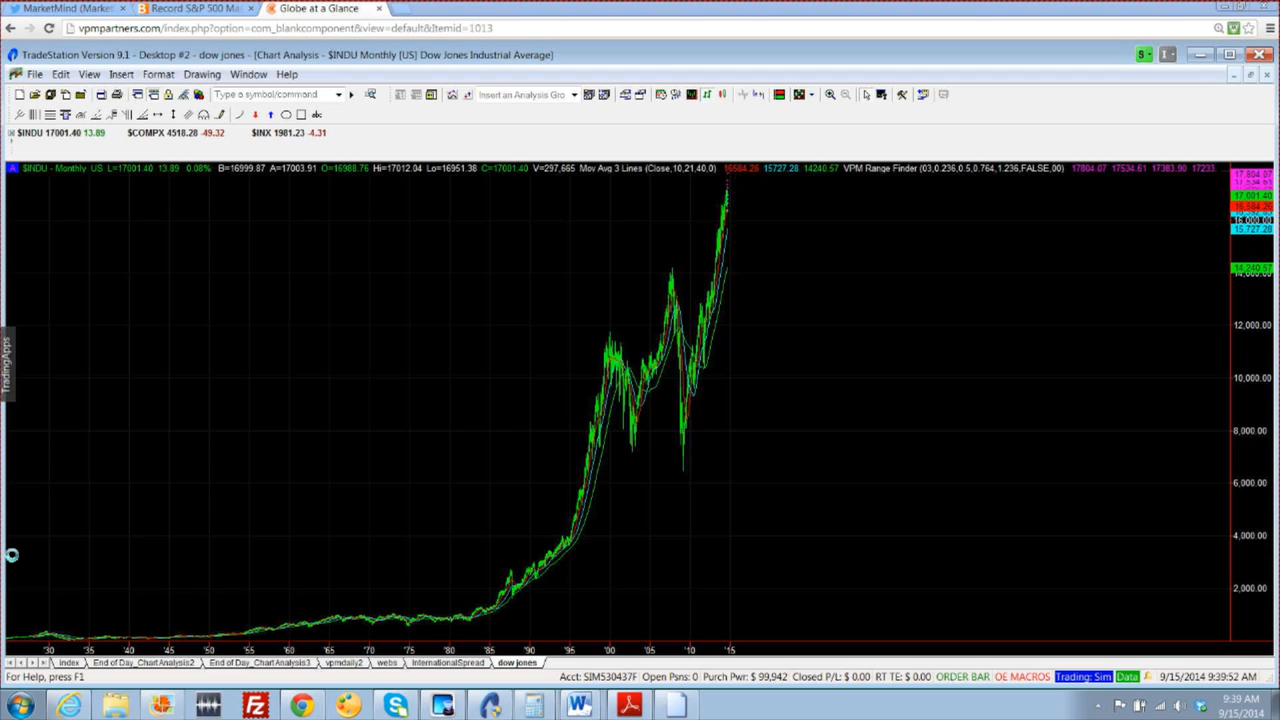 MarketMind (Market
Record S&P 500 Ma
Globe at a Glance
vpmpartners.com/index.php?option=com_blankcomponent&view=default&Itemid=1013
TradeStation Version 9.1 - Desktop #2 - dow jones - [Chart Analysis - $INDU Monthly [US] Dow Jones Industrial Average]
S
I
File Edit View Insert Format Drawing Window Help
Type a symbol/command
Insert an Analysis Gro
abc
$INDU 17001.40 13.89 $COMPX 4518.28 -49.32 $INX 1981.23 -4.31
A $INDU - Monthly US L=17001.40 13.89 0.08% B=16999.87 A=17003.91 O=16988.76 Hi=17012.04 Lo=16951.38 C=17001.40 V=297,665 Mov Avg 3 Lines (Close,10,21,40,0) 16584.26 15727.28 14240.57 VPM Range Finder (03,0.236,0.5,0.764,1.236,FALSE,00) 17804.07 17534.61 17383.90 17233
17,804.07
17,534.61
17,001.40
16,584.26
16,000.00
15,727.28
14,240.57
14,000.00
12,000.00
10,000.00
8,000.00
6,000.00
4,000.00
2,000.00
TradingApps
'30 '35 '40 '45 '50 '55 '60 '65 '70 '75 '80 '85 '90 '95 '00 '05 '10 '15
index End of Day_ChartAnalysis2 End of Day_ChartAnalysis3 vpmdaily2 webs InternationalSpread dow jones
For Help, press F1
Acct: SIM530437F Open Psns: 0 Purch Pwr: $ 99,942 Closed P/L: $ 0.00 RT TE: $ 0.00 ORDER BAR OE MACROS Trading: Sim Data 9/15/2014 9:39:52 AM
9:39 AM
9/15/2014